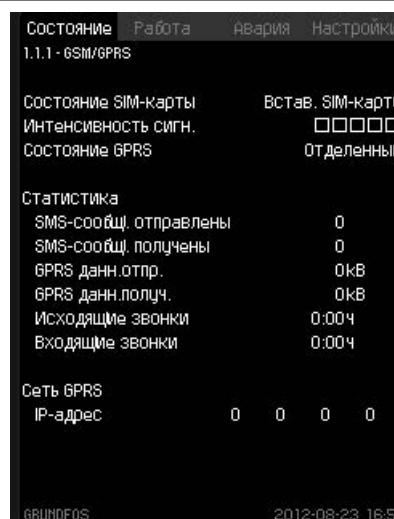 Состояние Работа Авария Настройки
1.1.1 - GSM/GPRS
Состояние SIM-карты Встав. SIM-карт
Интенсивность сигн.
Состояние GPRS Отделенны
Статистика
SMS-сообщ. отправлены 0
SMS-сообщ. получены 0
GPRS данн.отпр. 0kB
GPRS данн.получ. 0kB
Исходящие звонки 0:00ч
Входящие звонки 0:00ч
Сеть GPRS
IP-адрес 0 0 0 0
GRUNDFOS 2012-08-23 16:5